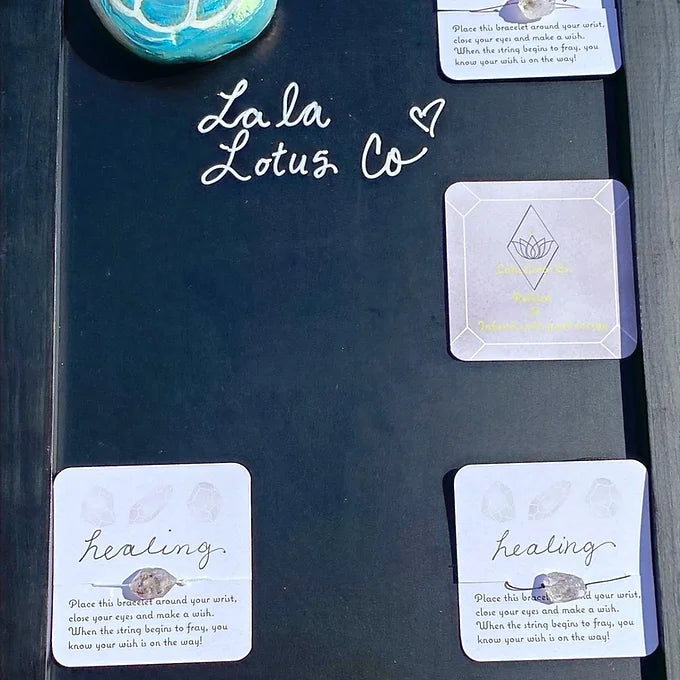 Place this bracelet around your wrist,
close your eyes and make a wish.
When the string begins to fray, you
know your wish is on the way!
La la
Lotus Co
healing
Place this bracelet around your wrist,
close your eyes and make a wish.
When the string begins to fray, you
know your wish is on the way!
healing
Place this your wrist,
close your eyes and make a wish.
When the string begins to fray, you
know your wish is on the way!